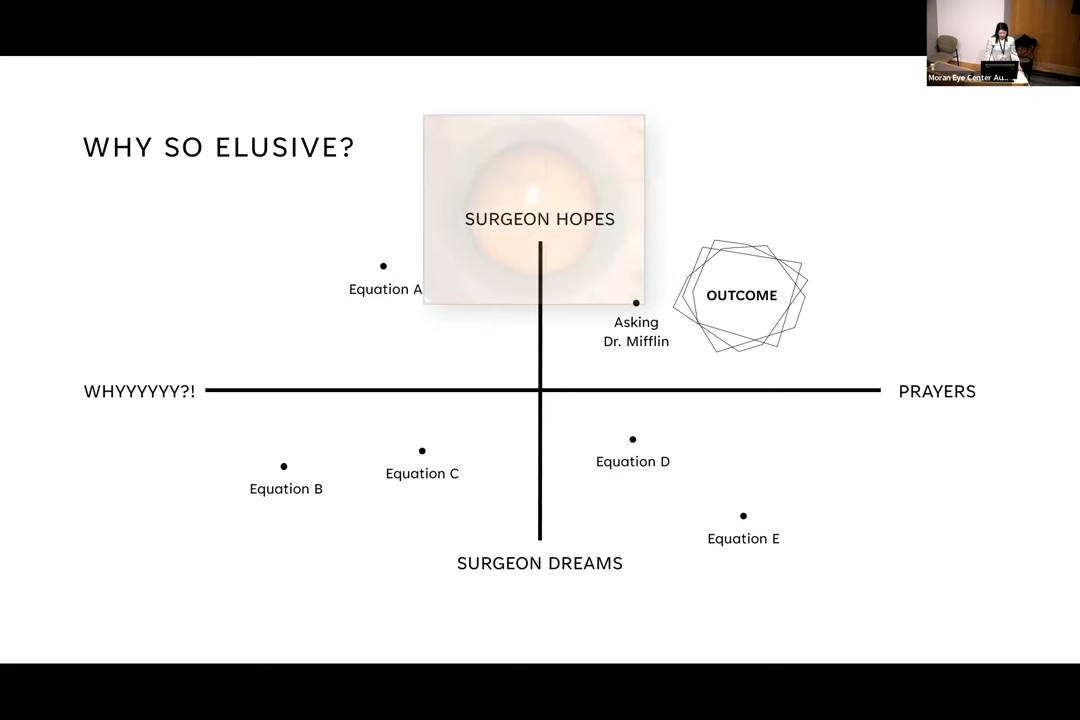 Moran Eye Center Au...
WHY SO ELUSIVE?
SURGEON HOPES
Equation A
OUTCOME
Asking
Dr. Mifflin
WHYYYYYY?!
PRAYERS
Equation D
Equation C
Equation B
Equation E
SURGEON DREAMS